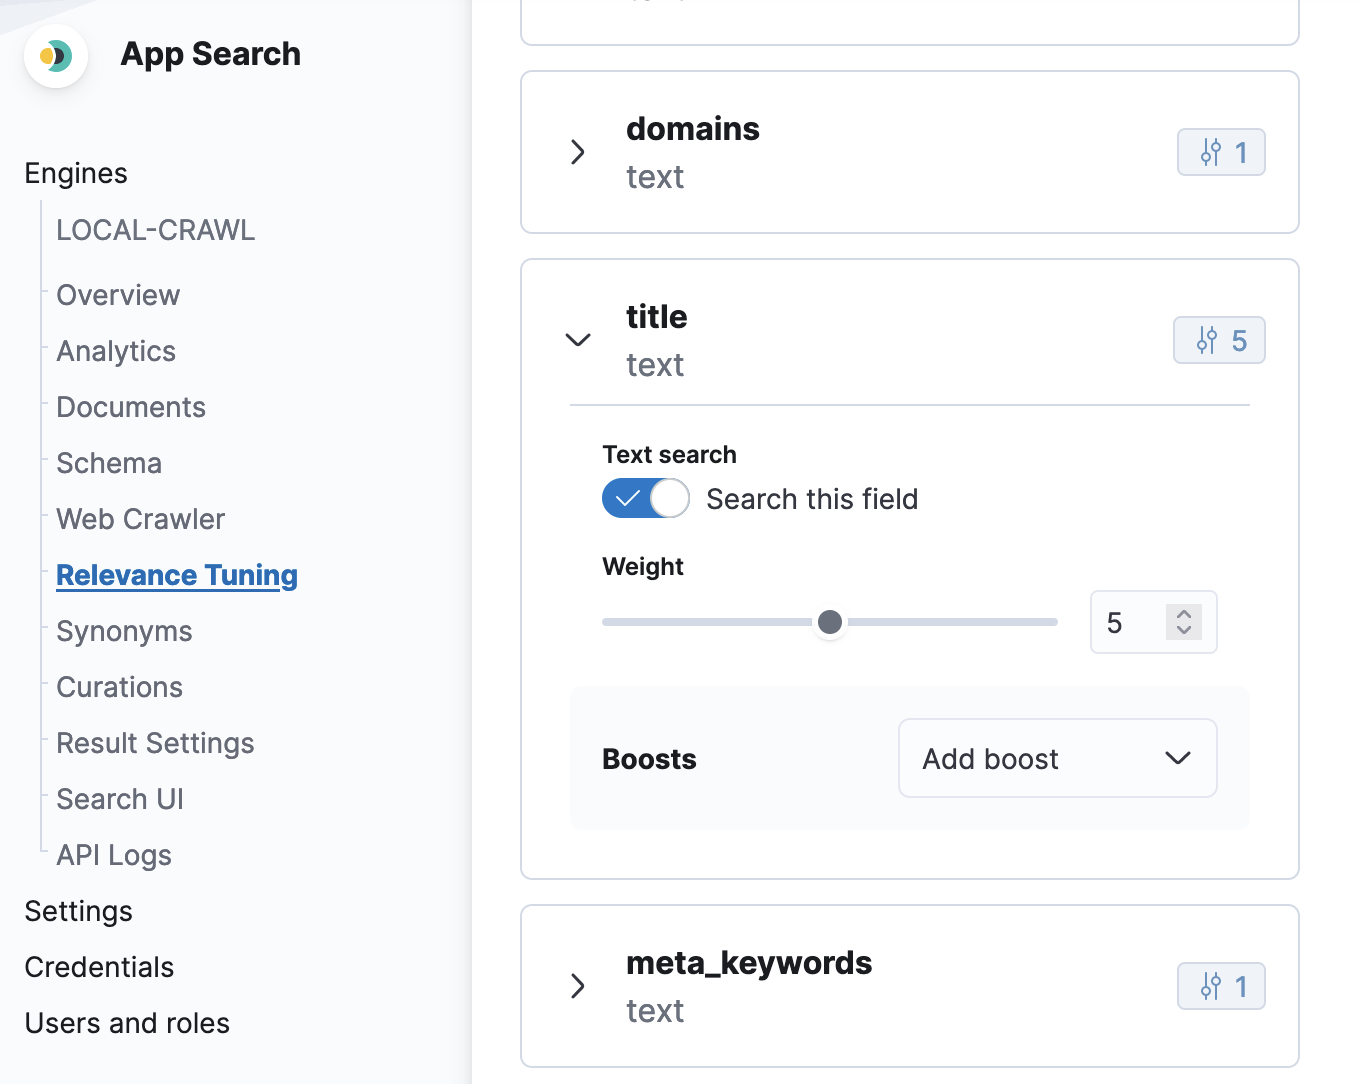 App Search
Engines
LOCAL-CRAWL
Overview
Analytics
Documents
Schema
Web Crawler
Relevance Tuning
Synonyms
Curations
Result Settings
Search UI
API Logs
Settings
Credentials
Users and roles
domains
text
1
title
text
5
Text search
Search this field
Weight
5
Boosts
Add boost
meta_keywords
text
1